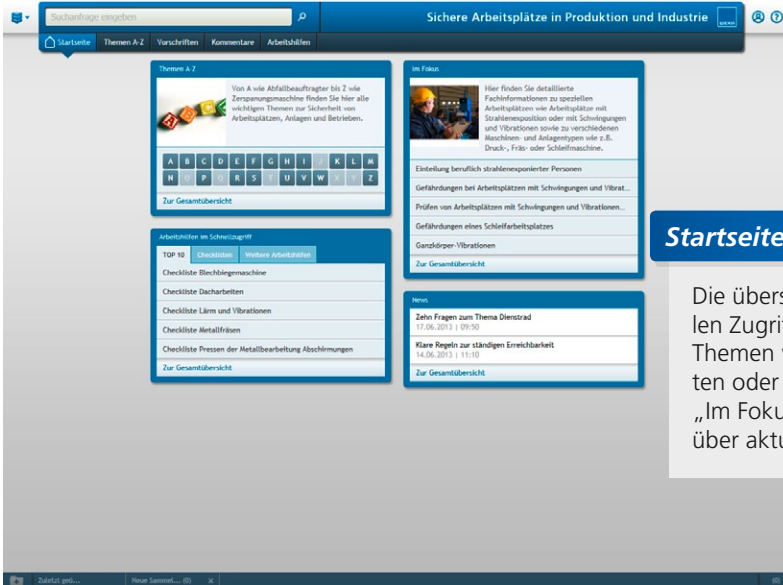 Suchanfrage eingeben
Sichere Arbeitsplätze in Produktion und Industrie
Startseite Themen A-Z Vorschriften Kommentare Arbeitshilfen
Themen A-Z
Von A wie Abfallbeauftragter bis Z wie
Zerspanungsmaschine finden Sie hier alle
wichtigen Themen zur Sicherheit von
Arbeitsplätzen, Anlagen und Betrieben.
A B C D E F G H I J K L M
N O P Q R S T U V W X Y Z
Zur Gesamtübersicht
Arbeitshilfen im Schnellzugriff
TOP 10 Checklisten Weitere Arbeitshilfen
Checkliste Blechbiegemaschine
Checkliste Dacharbeiten
Checkliste Lärm und Vibrationen
Checkliste Metallfräsen
Checkliste Pressen der Metallbearbeitung Abschirmungen
Zur Gesamtübersicht
Im Fokus
Hier finden Sie detaillierte
Fachinformationen zu speziellen
Arbeitsplätzen wie Arbeitsplätze mit
Strahlenexposition oder mit Schwingungen
und Vibrationen sowie zu verschiedenen
Maschinen- und Anlagentypen wie z.B.
Druck-, Fräs- oder Schleifmaschine.
Einteilung beruflich strahlenexponierter Personen
Gefährdungen bei Arbeitsplätzen mit Schwingungen und Vibrat...
Prüfen von Arbeitsplätzen mit Schwingungen und Vibrationen...
Gefährdungen eines Schleifarbeitsplatzes
Ganzkörper-Vibrationen
Zur Gesamtübersicht
News
Zehn Fragen zum Thema Dienstrad
17.06.2013 | 09:50
Klare Regeln zur ständigen Erreichbarkeit
14.06.2013 | 11:10
Zur Gesamtübersicht
Startseite
Die übers
len Zugri
Themen
ten oder
„Im Foku
über aktu
Zuletzt geö... Neue Sammel... (0) x (0)